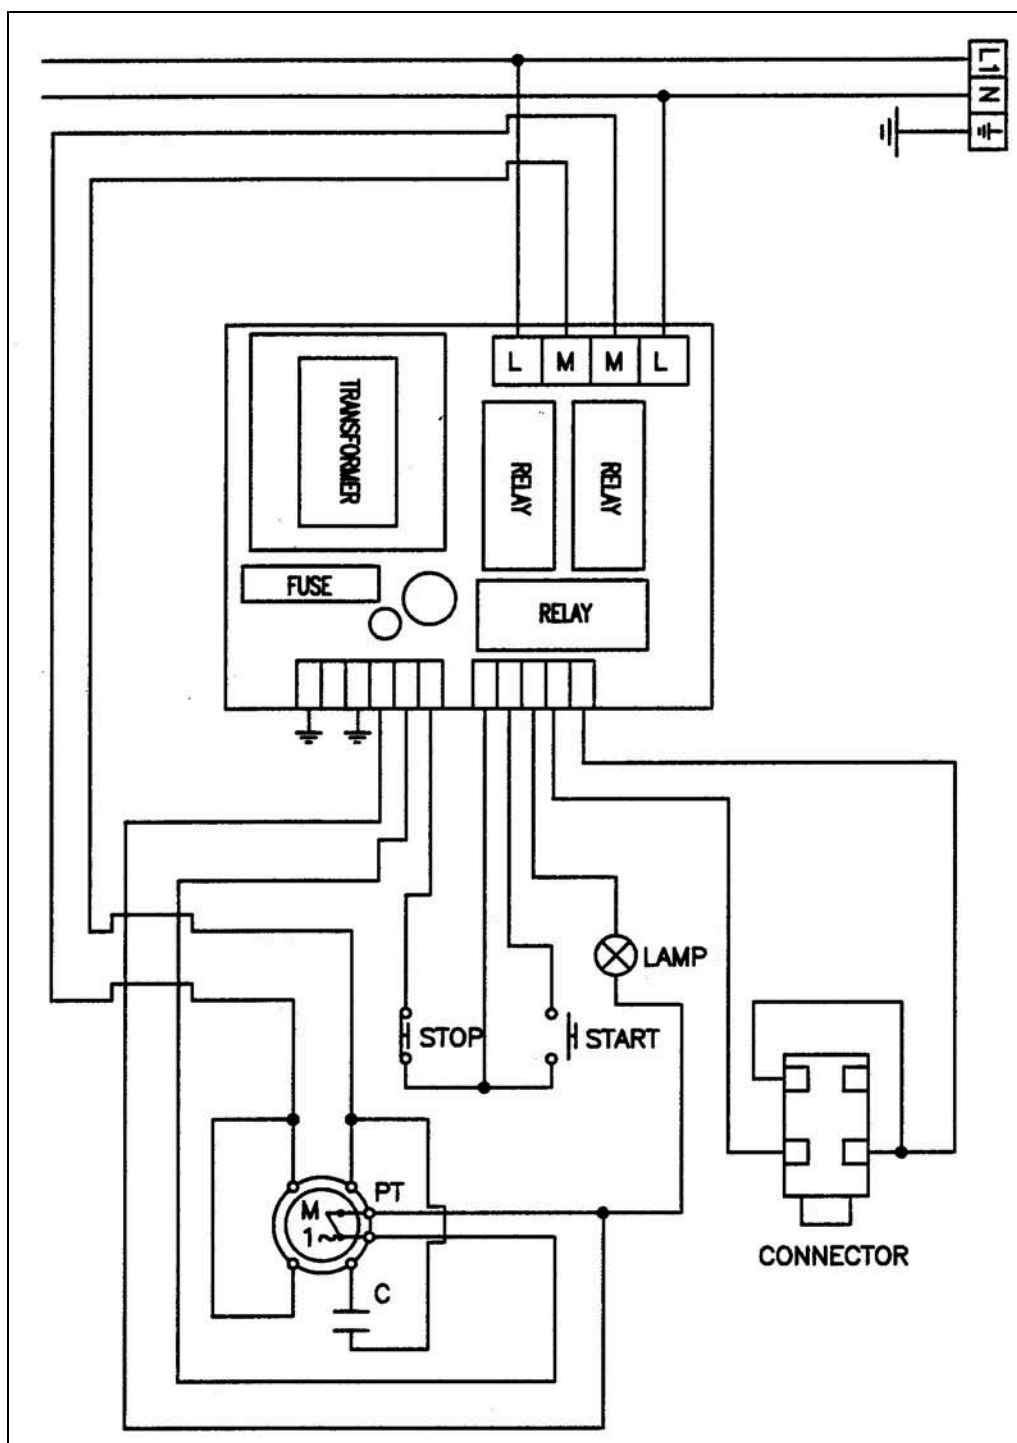 L1
N
L M M L
TRANSFORMER
RELAY
RELAY
FUSE
RELAY
LAMP
STOP
START
PT
M
1~
C
CONNECTOR